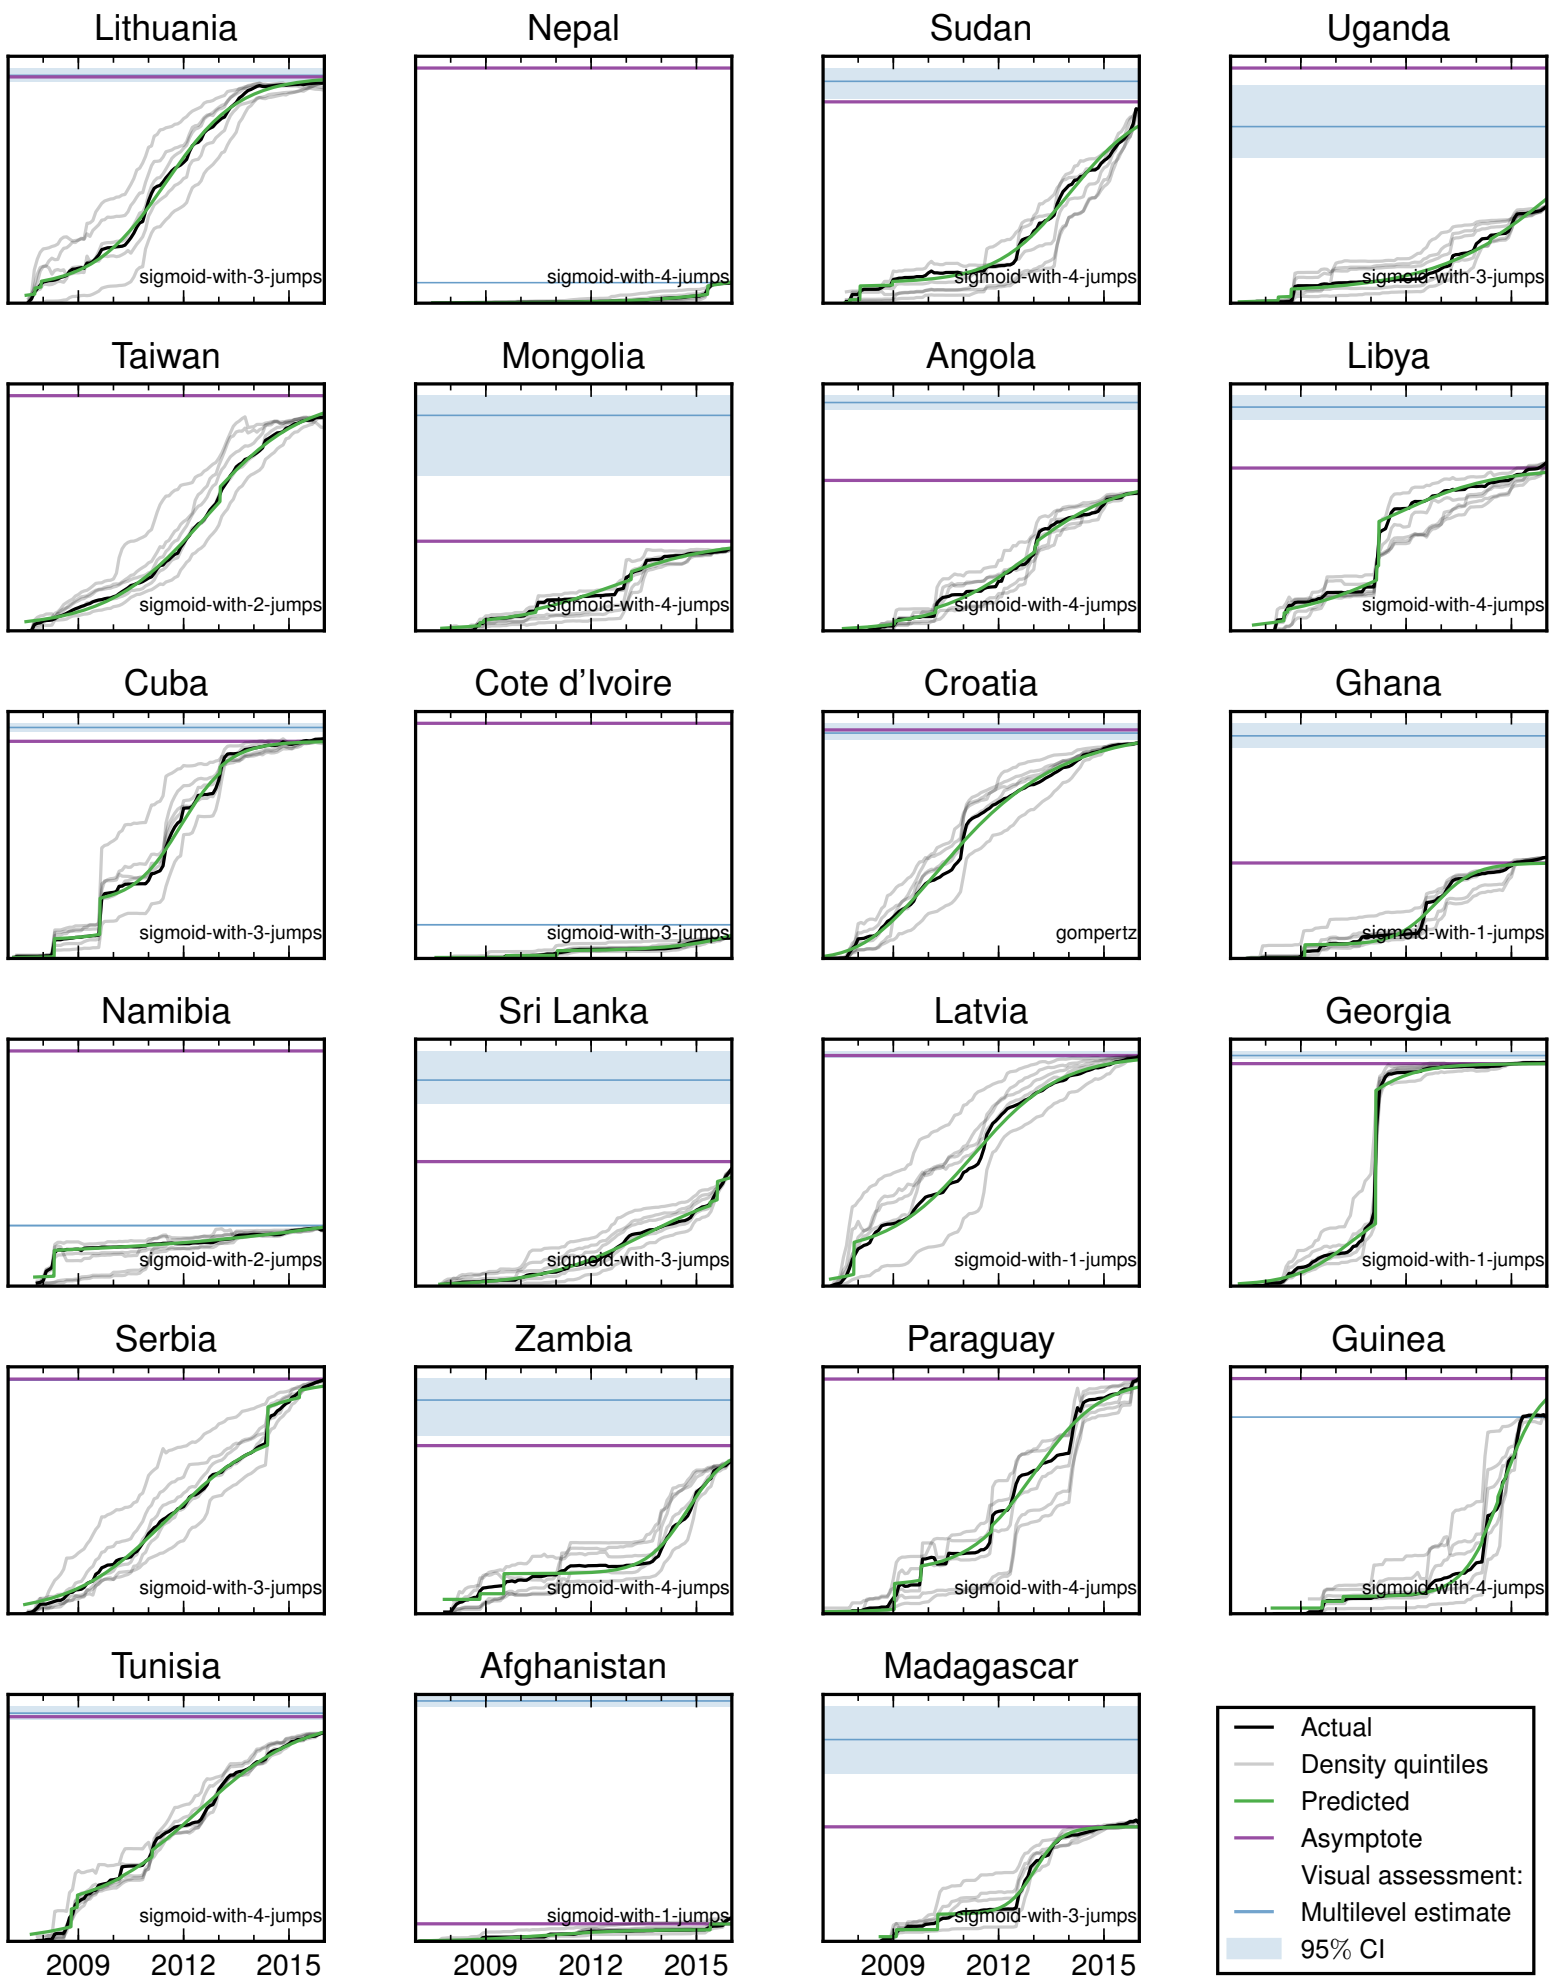 Lithuania
Nepal
Sudan
Uganda
sigmoid-with-3-jumps
sigmoid-with-4-jumps
sigmoid-with-4-jumps
sigmoid-with-3-jumps
Taiwan
Mongolia
Angola
Libya
sigmoid-with-2-jumps
sigmoid-with-4-jumps
sigmoid-with-4-jumps
sigmoid-with-4-jumps
Cuba
Cote d'Ivoire
Croatia
Ghana
sigmoid-with-3-jumps
sigmoid-with-3-jumps
gompertz
sigmoid-with-1-jumps
Namibia
Sri Lanka
Latvia
Georgia
sigmoid-with-2-jumps
sigmoid-with-3-jumps
sigmoid-with-1-jumps
sigmoid-with-1-jumps
Serbia
Zambia
Paraguay
Guinea
sigmoid-with-3-jumps
sigmoid-with-4-jumps
sigmoid-with-4-jumps
sigmoid-with-4-jumps
Tunisia
Afghanistan
Madagascar
sigmoid-with-4-jumps
sigmoid-with-1-jumps
sigmoid-with-3-jumps
2009 2012 2015
2009 2012 2015
2009 2012 2015
Actual
Density quintiles
Predicted
Asymptote
Visual assessment:
Multilevel estimate
95% CI